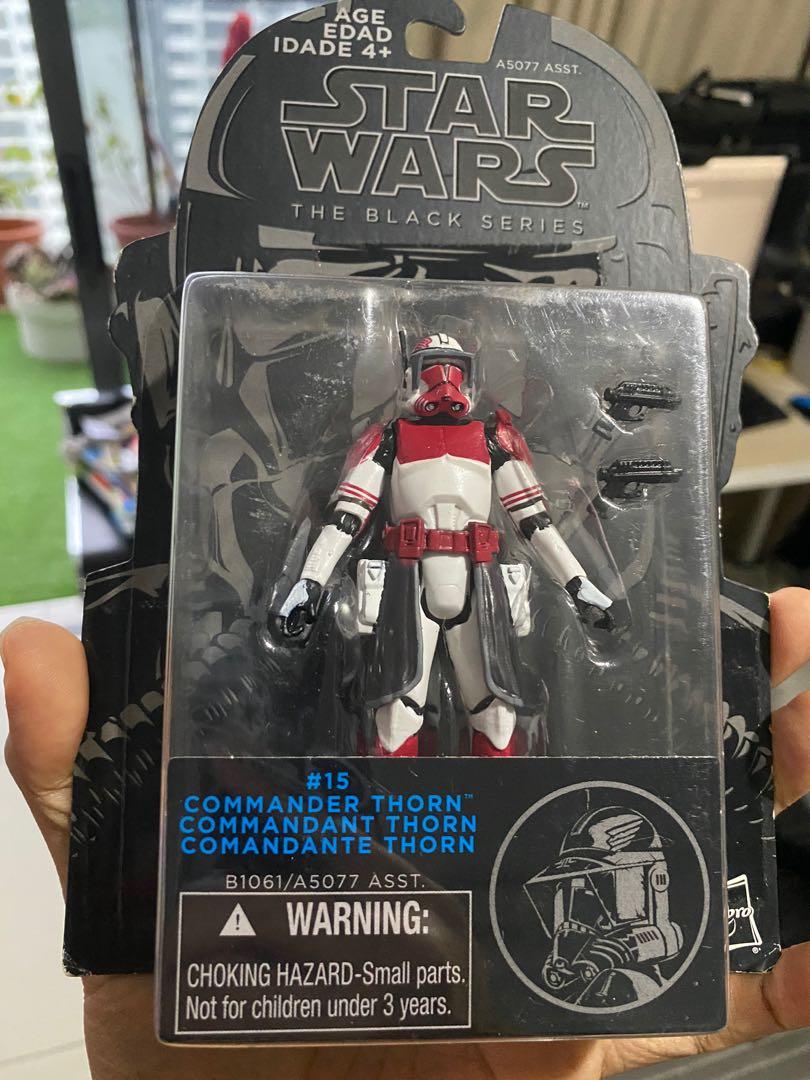 AGE
EDAD
IDADE 4+
A5077 ASST.
STAR
WARS™
THE BLACK SERIES
#15
COMMANDER THORN™
COMMANDANT THORN
COMANDANTE THORN
B1061/A5077 ASST.
WARNING:
CHOKING HAZARD-Small parts.
Not for children under 3 years.